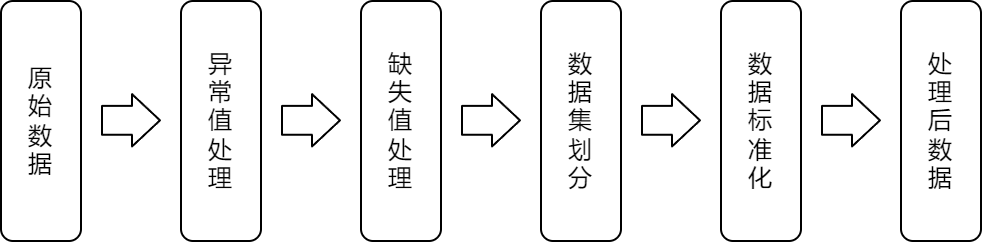 原始数据
异常值处理
缺失值处理
数据集划分
数据标准化
处理后数据